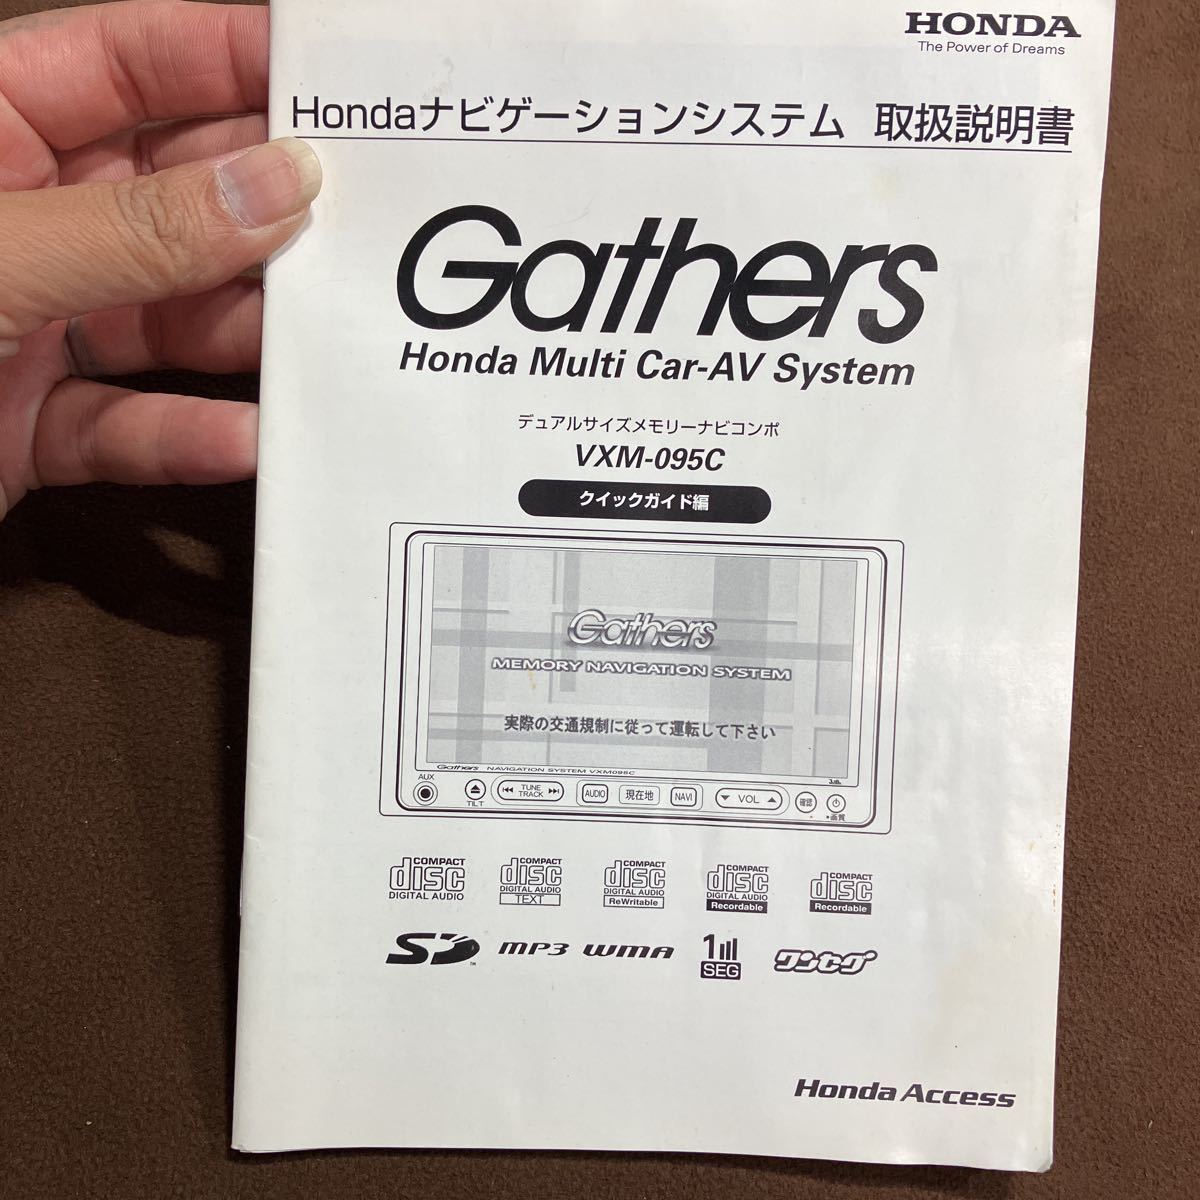 HONDA
The Power of Dreams
Hondaナビゲーションシステム 取扱説明書
Gathers
Honda Multi Car-AV System
デュアルサイズメモリーナビコンポ
VXM-095C
クイックガイド編
Gathers
MEMORY NAVIGATION SYSTEM
実際の交通規制に従って運転して下さい
Gathers NAVIGATION SYSTEM VXM095C
AUX
TILT
TUNE
TRACK
AUDIO
現在地
NAVI
VOL
確認
画質
COMPACT
disc
DIGITAL AUDIO
COMPACT
disc
DIGITAL AUDIO
TEXT
COMPACT
disc
DIGITAL AUDIO
ReWritable
COMPACT
disc
DIGITAL AUDIO
Recordable
COMPACT
disc
Recordable
SD
TM
MP3
WMA
1
SEG
ワンセグ
Honda Access